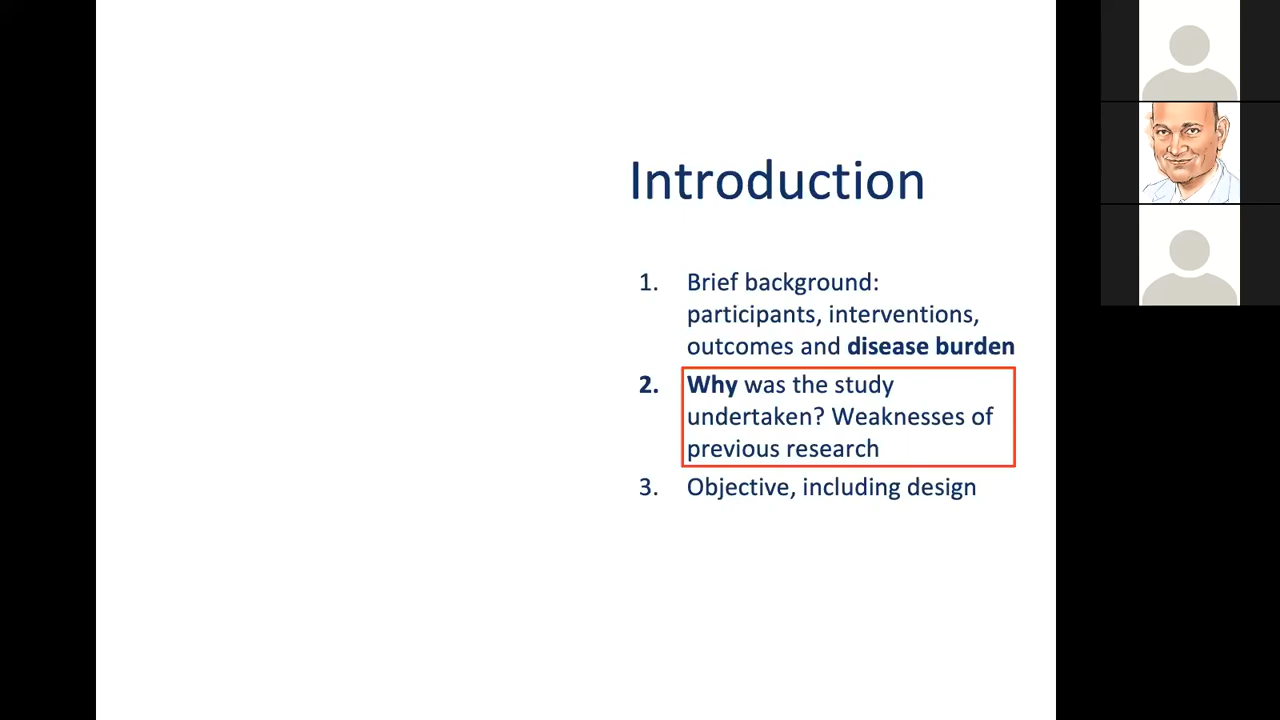 Introduction
1. Brief background:
participants, interventions,
outcomes and disease burden
2. Why was the study
undertaken? Weaknesses of
previous research
3. Objective, including design